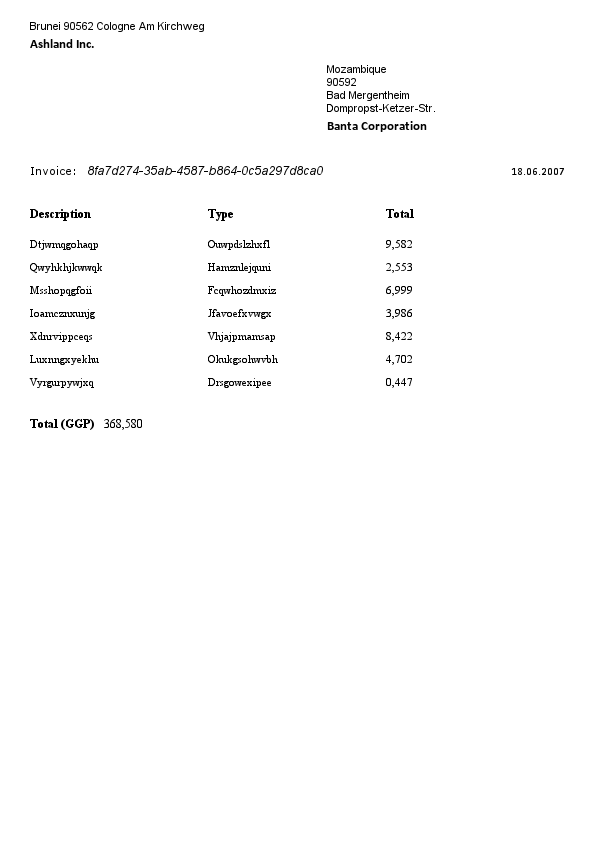 Brunei 90562 Cologne Am Kirchweg
Ashland Inc.
Mozambique
90592
Bad Mergentheim
Dompropst-Ketzer-Str.
Banta Corporation
Invoice: 8fa7d274-35ab-4587-b864-0c5a297d8ca0 18.06.2007
Description Type Total
Dtjwmqgohaqp Ouwpdslzhxfl 9,582
Qwyhkhjkwwqk Hamznlejquni 2,553
Msshopqgfoii Fcqwhozdmxiz 6,999
Ioamcznxunjg Jfavoefxvwgx 3,986
Xdnrvippceqs Vhjajpmamsap 8,422
Luxnngxyekhu Okukgsohwvbh 4,702
Vyrgurpywjxq Drsgowexipee 0,447
Total (GGP) 368,580